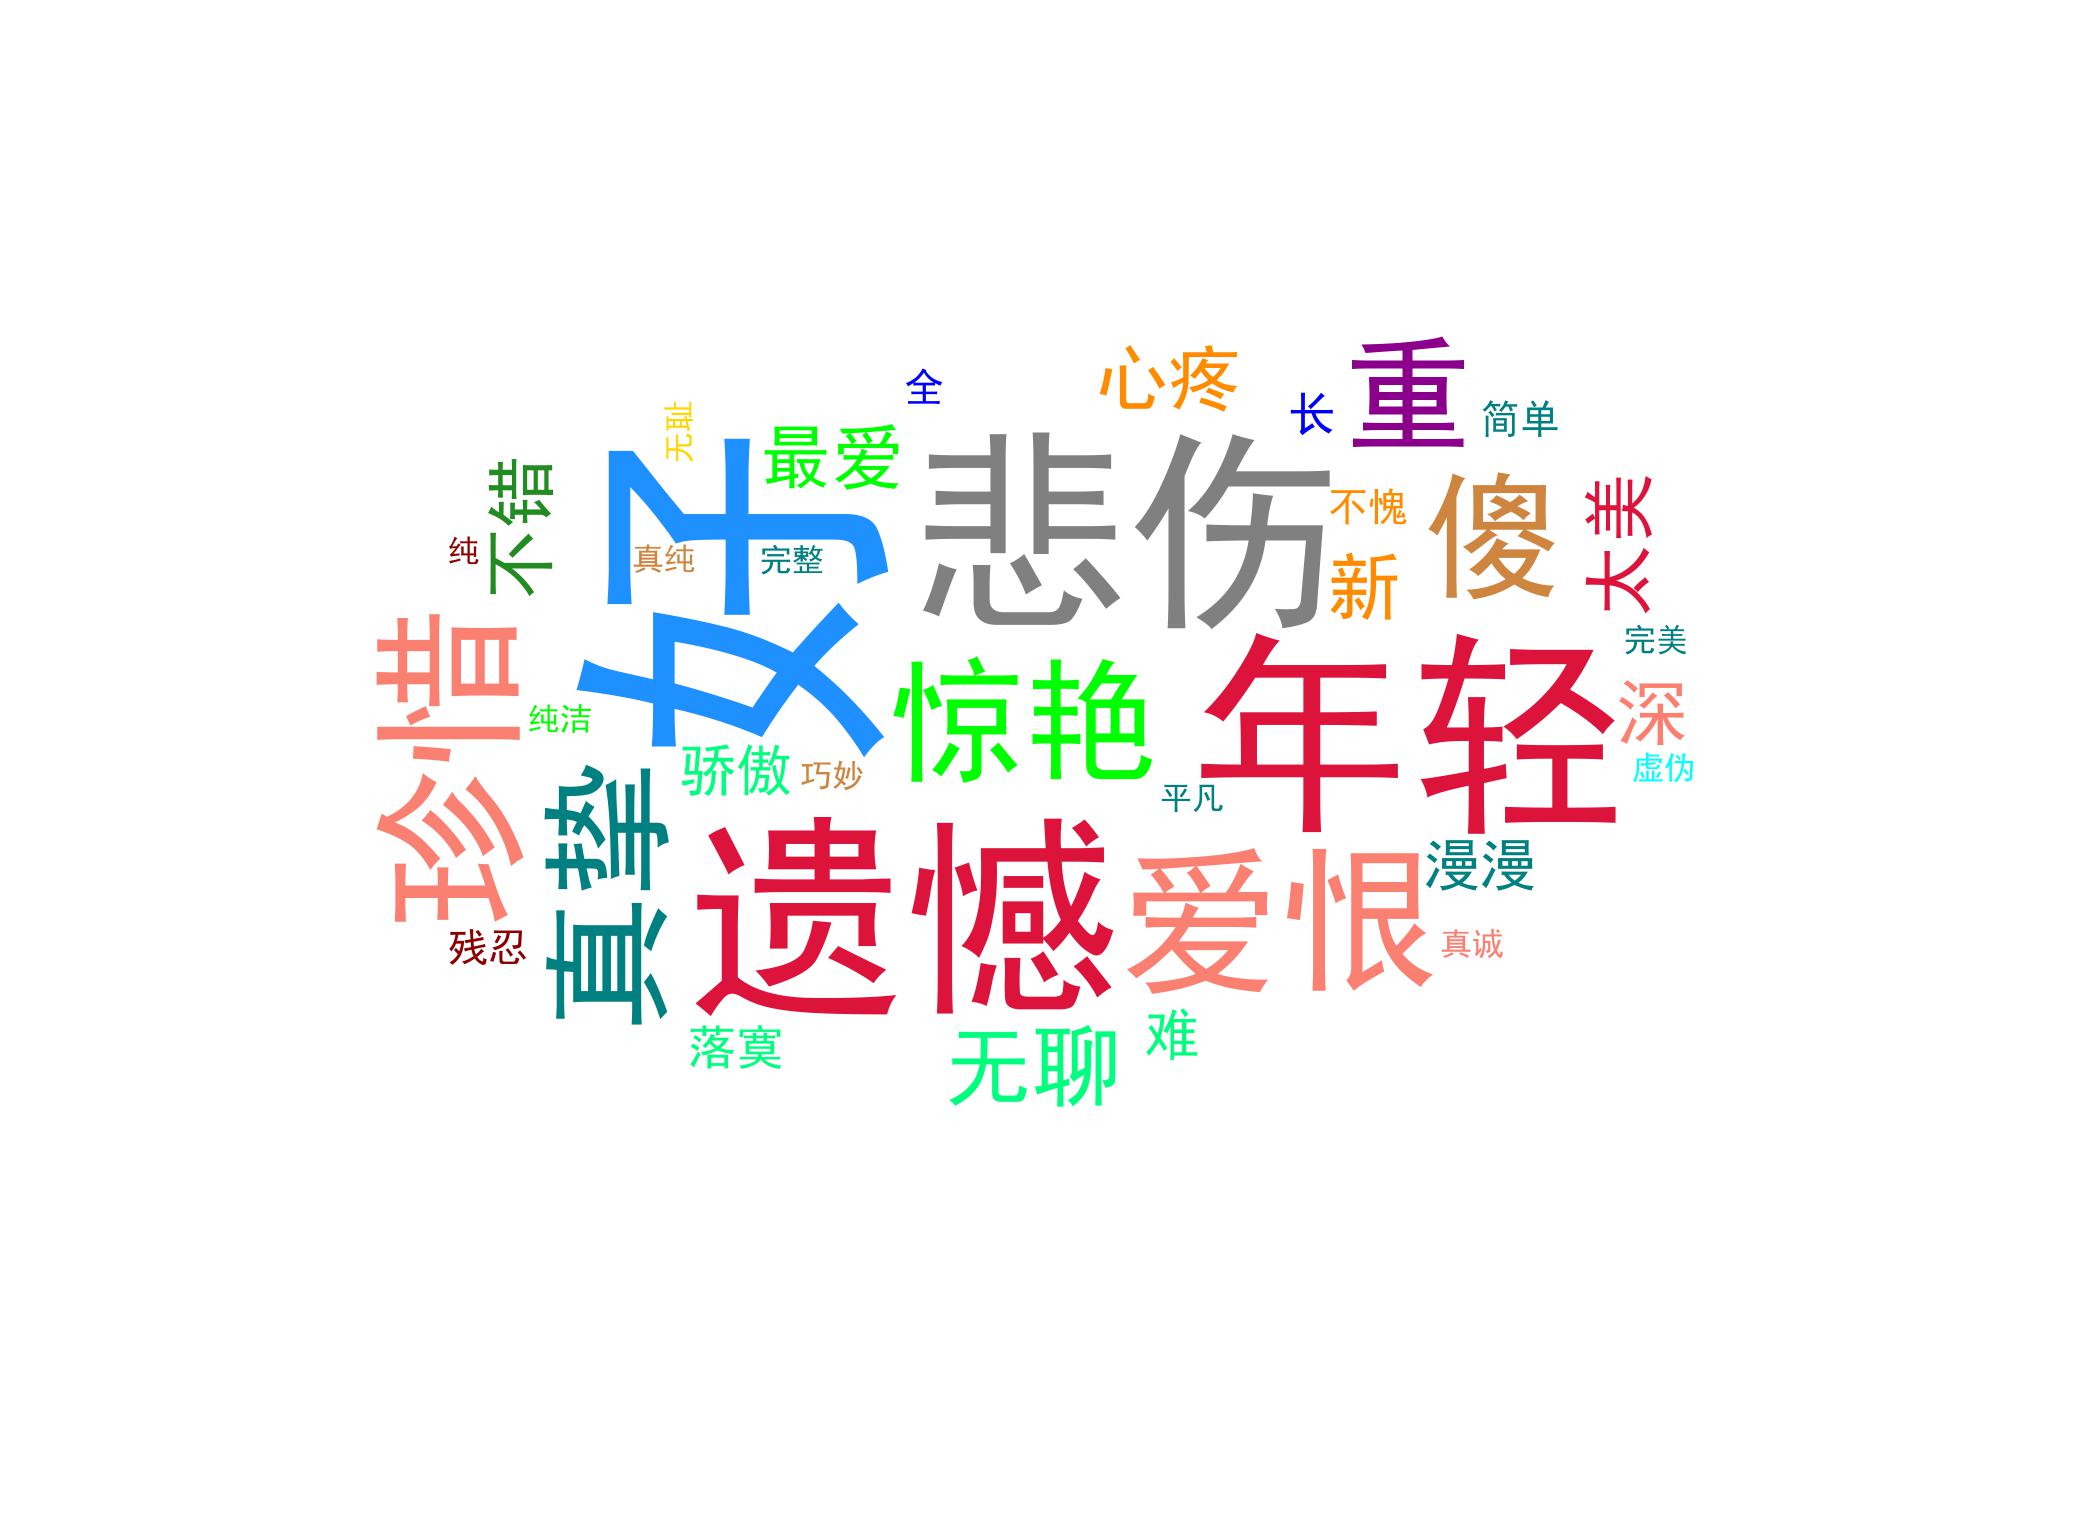 心疼
重
全
长
简单
无耻
最爱
好
悲伤
不错
不愧
傻
太美
纯
真纯
完整
新
珍惜
完美
惊艳
年轻
深
纯洁
骄傲
巧妙
虚伪
平凡
真挚
遗憾
爱恨
漫漫
残忍
真诚
落寞
无聊
难